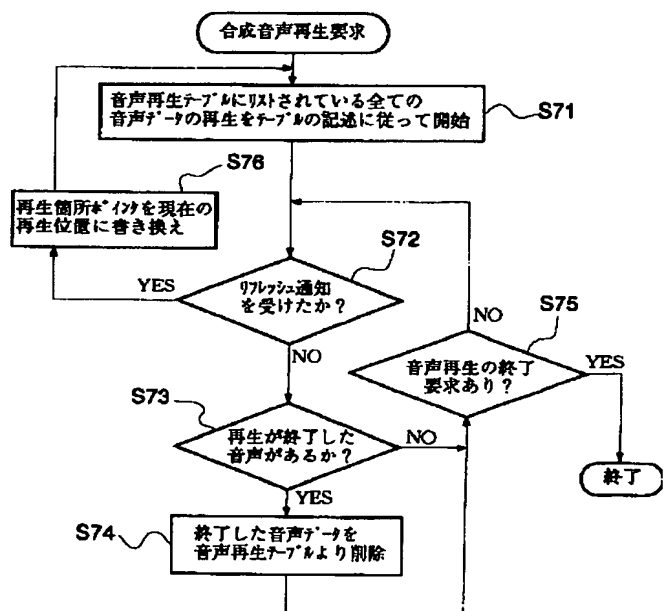 合成音声再生要求
音声再生ﾃｰﾌﾞﾙにﾘｽﾄされている全ての
音声ﾃﾞｰﾀの再生をﾃｰﾌﾞﾙの記述に従って開始
S71
S76
再生箇所ﾎﾟｲﾝﾀを現在の
再生位置に書き換え
S72
YES
ﾘﾌﾚｯｼｭ通知
を受けたか？
NO
NO
S75
音声再生の終了
要求あり？
YES
S73
再生が終了した
音声があるか？
NO
YES
終了
S74
終了した音声ﾃﾞｰﾀを
音声再生ﾃｰﾌﾞﾙより削除